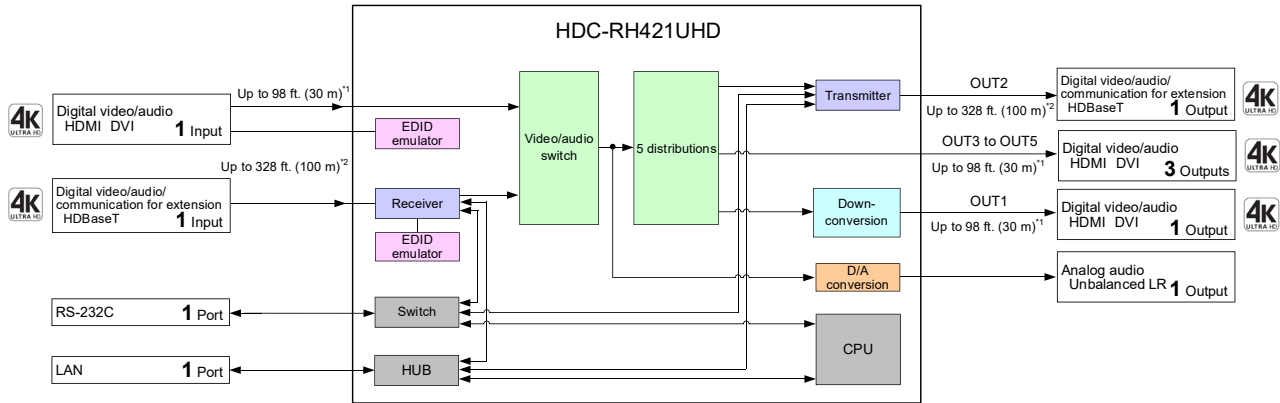 HDC-RH421UHD
4K
ULTRA HD
Digital video/audio
HDMI DVI
1 Input
Up to 98 ft. (30 m)*1
EDID
emulator
Up to 328 ft. (100 m)*2
4K
ULTRA HD
Digital video/audio/
communication for extension
HDBaseT
1 Input
Receiver
EDID
emulator
RS-232C
1 Port
Switch
LAN
1 Port
HUB
Video/audio
switch
5 distributions
Transmitter
Down-
conversion
D/A
conversion
CPU
OUT2
Up to 328 ft. (100 m)*2
Digital video/audio/
communication for extension
HDBaseT
1 Output
4K
ULTRA HD
OUT3 to OUT5
Up to 98 ft. (30 m)*1
Digital video/audio
HDMI DVI
3 Outputs
4K
ULTRA HD
OUT1
Up to 98 ft. (30 m)*1
Digital video/audio
HDMI DVI
1 Output
4K
ULTRA HD
Analog audio
Unbalanced LR
1 Output